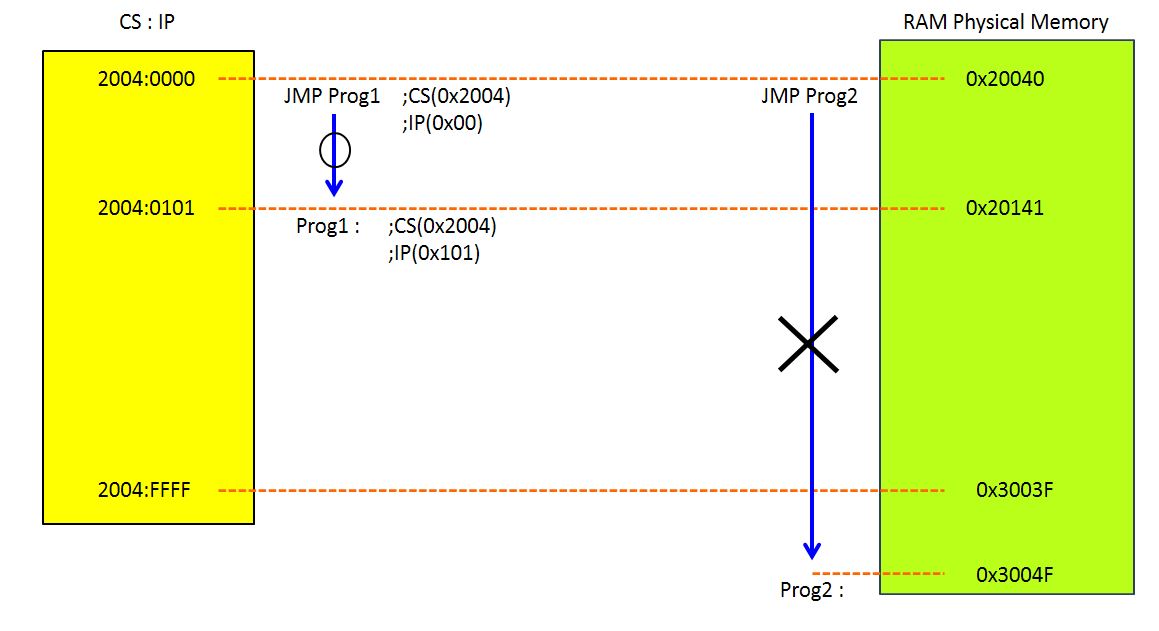 CS : IP
RAM Physical Memory
2004:0000
0x20040
JMP Prog1 ;CS(0x2004)
;IP(0x00)
JMP Prog2
2004:0101
0x20141
Prog1 : ;CS(0x2004)
;IP(0x101)
2004:FFFF
0x3003F
0x3004F
Prog2 :